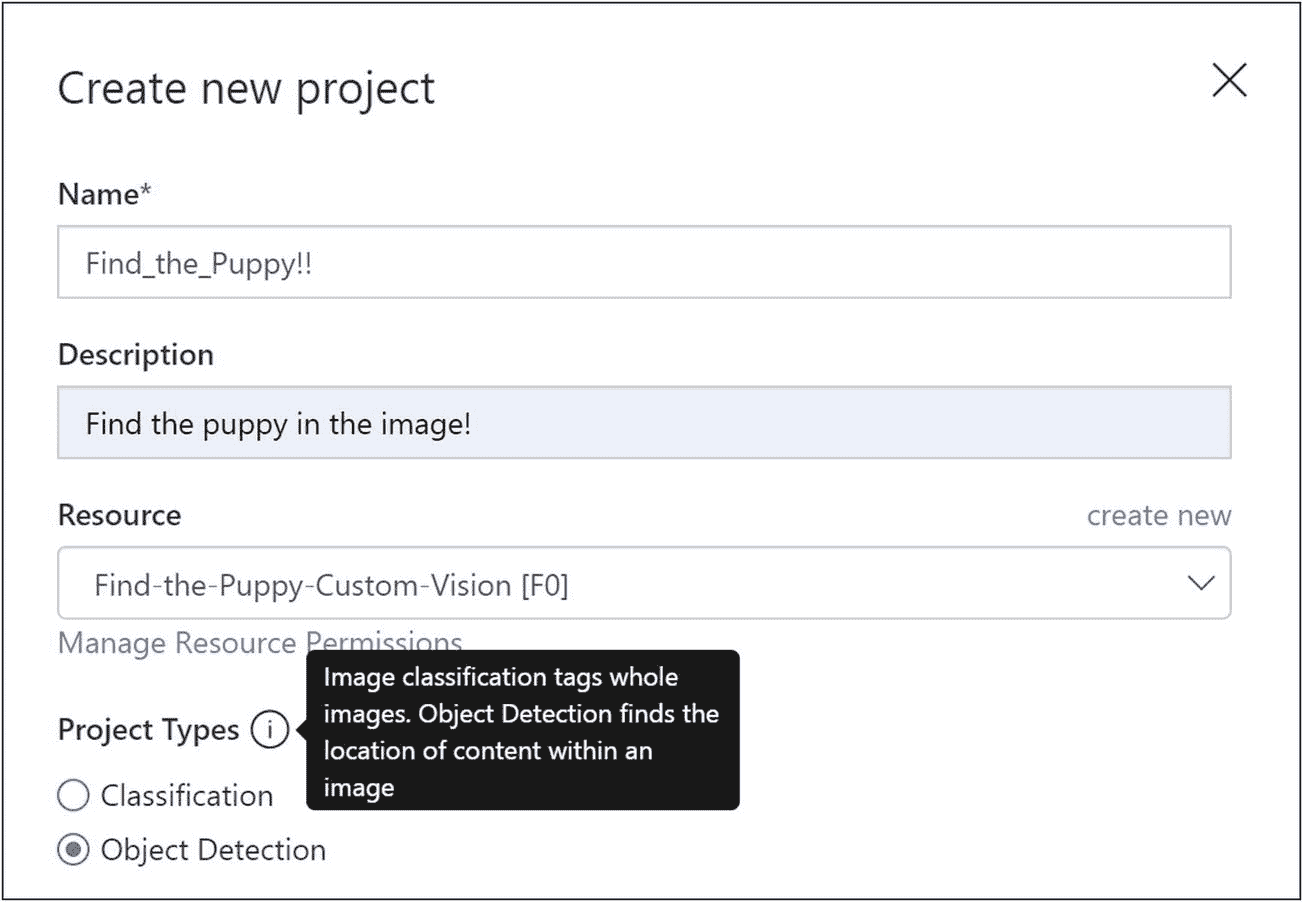 Create new project
Name*
Find_the_Puppy!!
Description
Find the puppy in the image!
Resource
create new
Find-the-Puppy-Custom-Vision [F0]
Manage Resource Permissions
Project Types
Image classification tags whole
images. Object Detection finds the
location of content within an
image
Classification
Object Detection